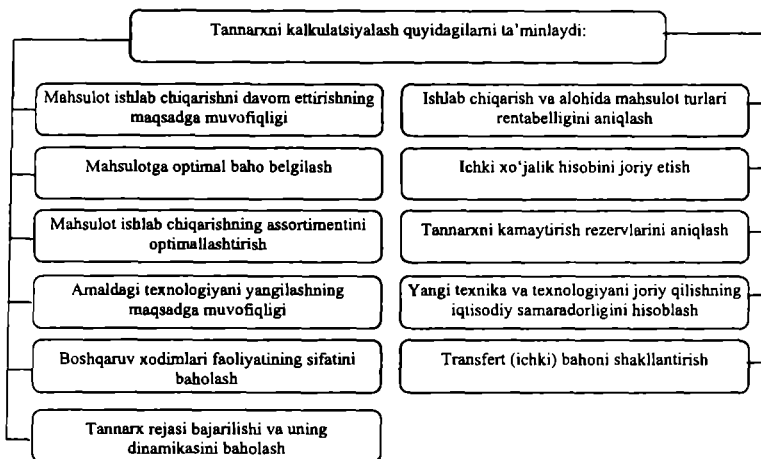 Tannarxni kalkulatsiyalash quyidagilarni ta’minlaydi:
Mahsulot ishlab chiqarishni davom ettirishning
maqsadga muvofiqligi
Mahsulotga optimal baho belgilash
Mahsulot ishlab chiqarishning assortimentini
optimallashtirish
Amaldagi texnologiyani yangilashning
maqsadga muvofiqligi
Boshqaruv xodimlari faoliyatining sifatini
baholash
Tannarx rejasi bajarilishi va uning
dinamikasini baholash
Ishlab chiqarish va alohida mahsulot turlari
rentabelligini aniqlash
Ichki xo‘jalik hisobini joriy etish
Tannarxni kamaytirish rezervlarini aniqlash
Yangi texnika va texnologiyani joriy qilishning
iqtisodiy samaradorligini hisoblash
Transfert (ichki) bahoni shakllantirish